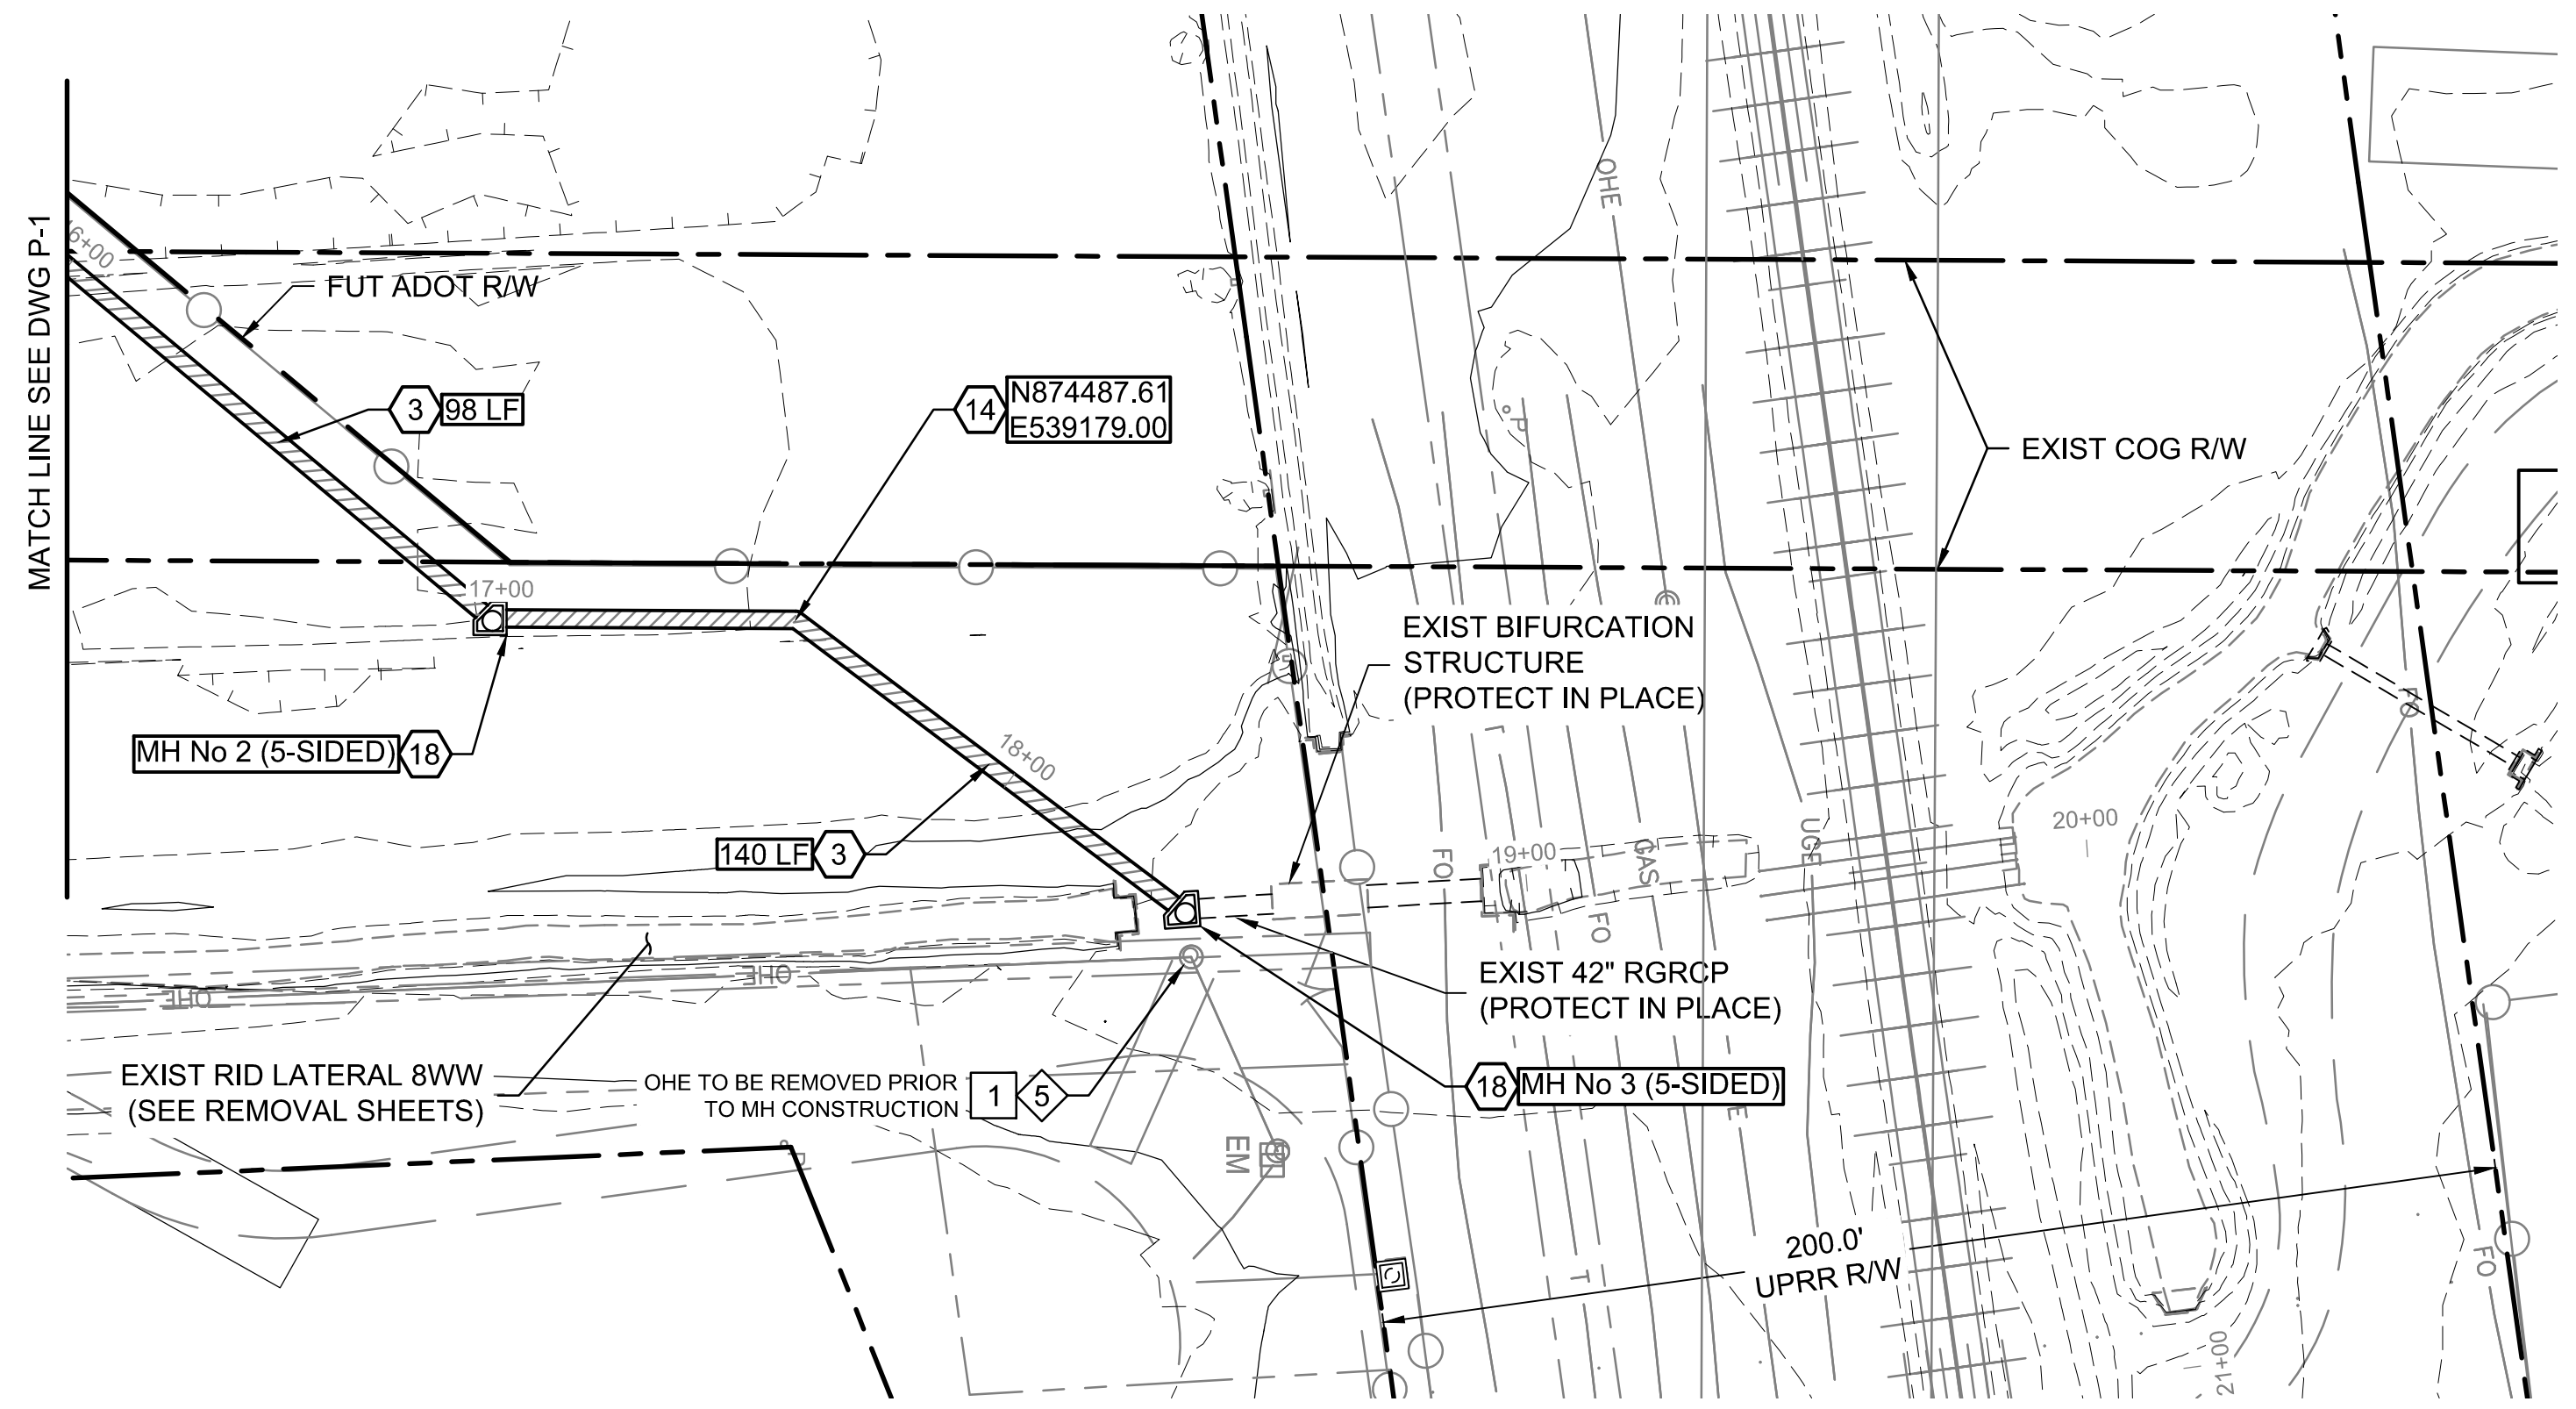 MATCH LINE SEE DWG P-1
6+00
FUT ADOT R/W
3 98 LF
14 N874487.61
E539179.00
OHE
P
EXIST COG R/W
17+00
EXIST BIFURCATION
STRUCTURE
(PROTECT IN PLACE)
MH No 2 (5-SIDED) 18
18+00
140 LF 3
FO
T
19+00
GAS
FO
UGE
20+00
FO
EXIST 42" RGRCP
(PROTECT IN PLACE)
OHE
OHE
EXIST RID LATERAL 8WW
(SEE REMOVAL SHEETS)
OHE TO BE REMOVED PRIOR
TO MH CONSTRUCTION
1 5
18 MH No 3 (5-SIDED)
E
P
EM
T
200.0'
UPRR R/W
FO
21+00